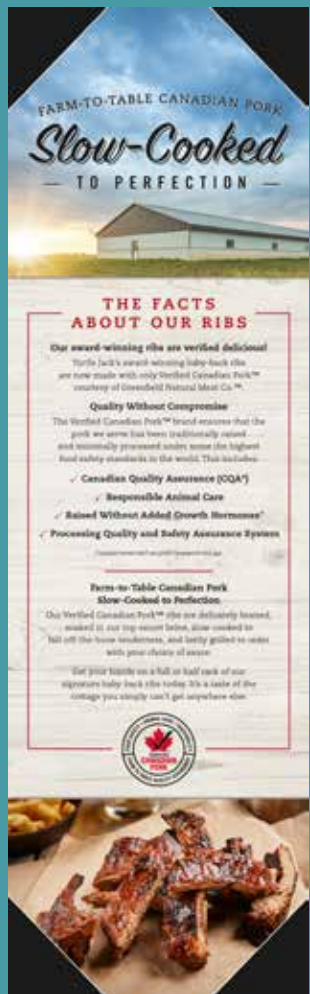 FARM-TO-TABLE CANADIAN PORK
Slow-Cooked
— TO PERFECTION —
THE FACTS
ABOUT OUR RIBS
Our award-winning ribs are verified delicious!
Turtle Jack's award-winning baby-back ribs
are now made with only Verified Canadian Pork™
courtesy of Greenfield Natural Meat Co.™.
Quality Without Compromise
The Verified Canadian Pork™ brand ensures that the
pork we serve has been traditionally raised
and minimally processed under some the highest
food safety standards in the world. This includes:
✓ Canadian Quality Assurance (CQA®)
✓ Responsible Animal Care
✓ Raised Without Added Growth Hormones*
✓ Processing Quality and Safety Assurance System
Farm-to-Table Canadian Pork
Slow-Cooked to Perfection
Our Verified Canadian Pork™ ribs are delicately brined,
soaked in our top-secret brine, slow-cooked to
fall off the bone tenderness, and lastly grilled to order
with your choice of sauce.
Get your hands on a full or half rack of our
signature baby back ribs today. It's a taste of the
cottage you simply can't get anywhere else.
VERIFIED
CANADIAN
PORK